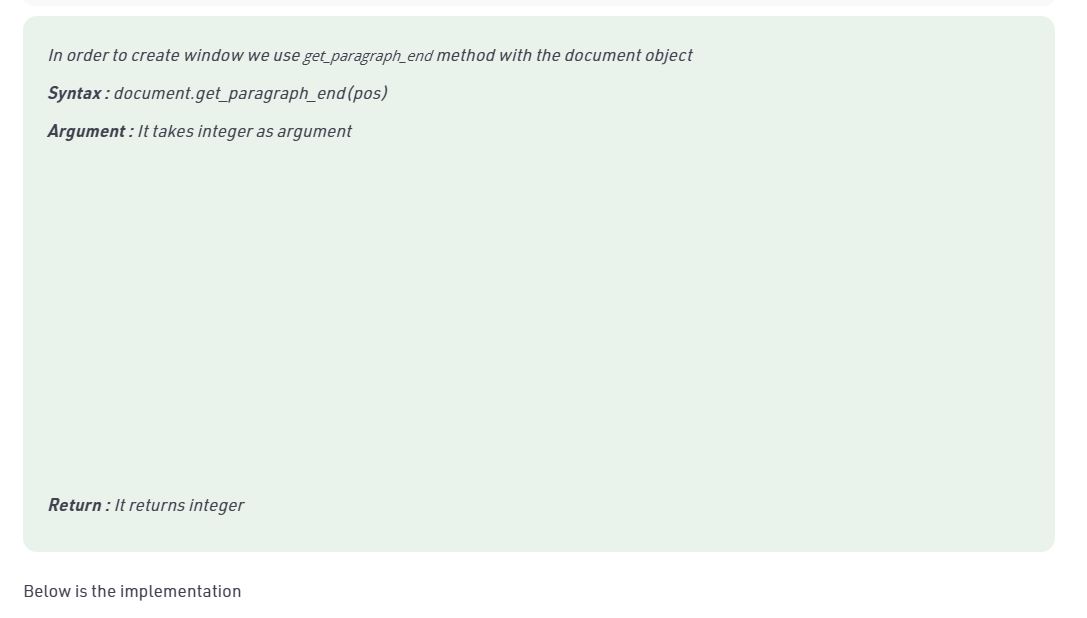 In order to create window we use get_paragraph_end method with the document object
Syntax : document.get_paragraph_end(pos)
Argument : It takes integer as argument
Return : It returns integer
Below is the implementation